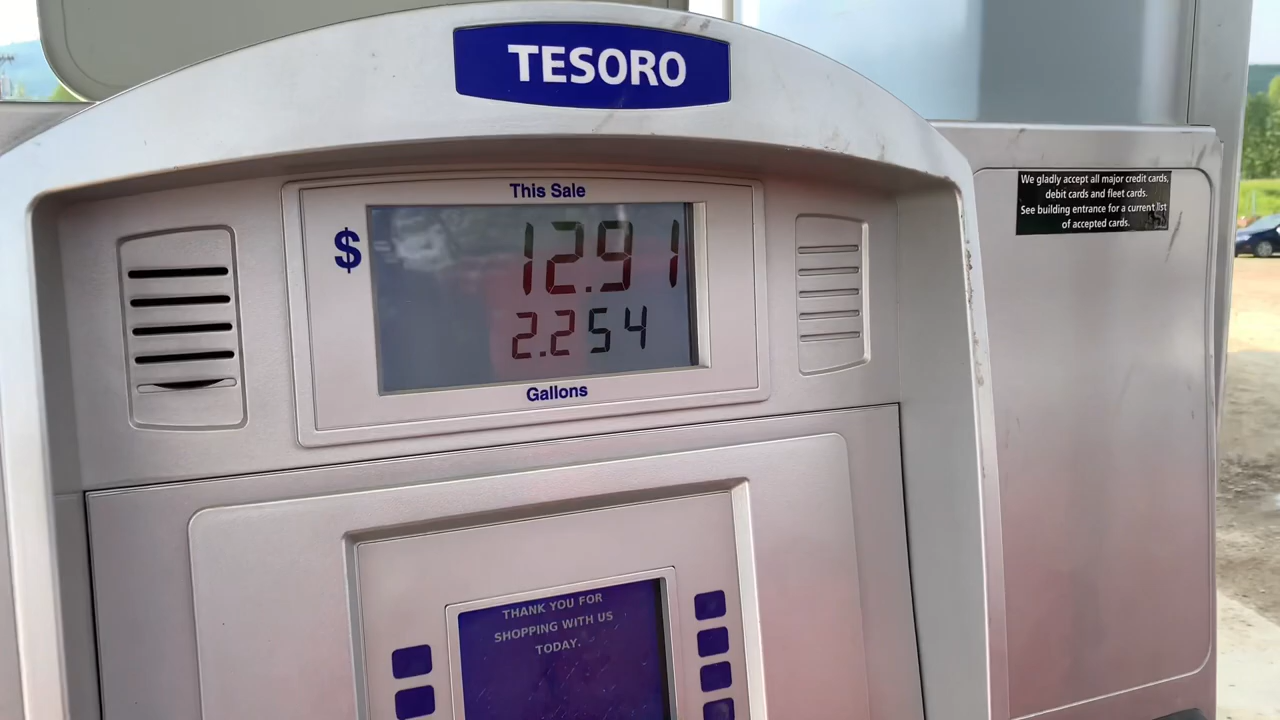 TESORO
This Sale
$ 12.91
2.254
Gallons
We gladly accept all major credit cards,
debit cards and fleet cards.
See building entrance for a current list
of accepted cards.
THANK YOU FOR
SHOPPING WITH US
TODAY.